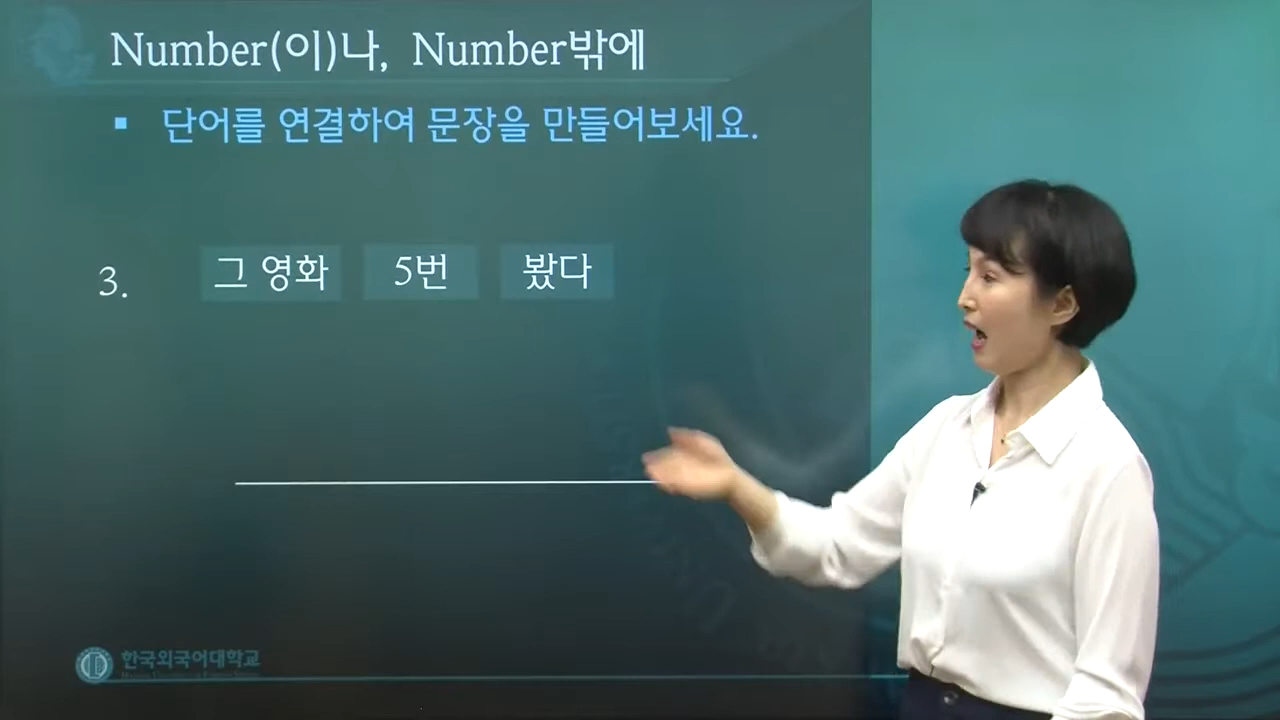 Number(이)나, Number밖에
▪ 단어를 연결하여 문장을 만들어보세요.
3. 그 영화 5번 봤다
한국외국어대학교